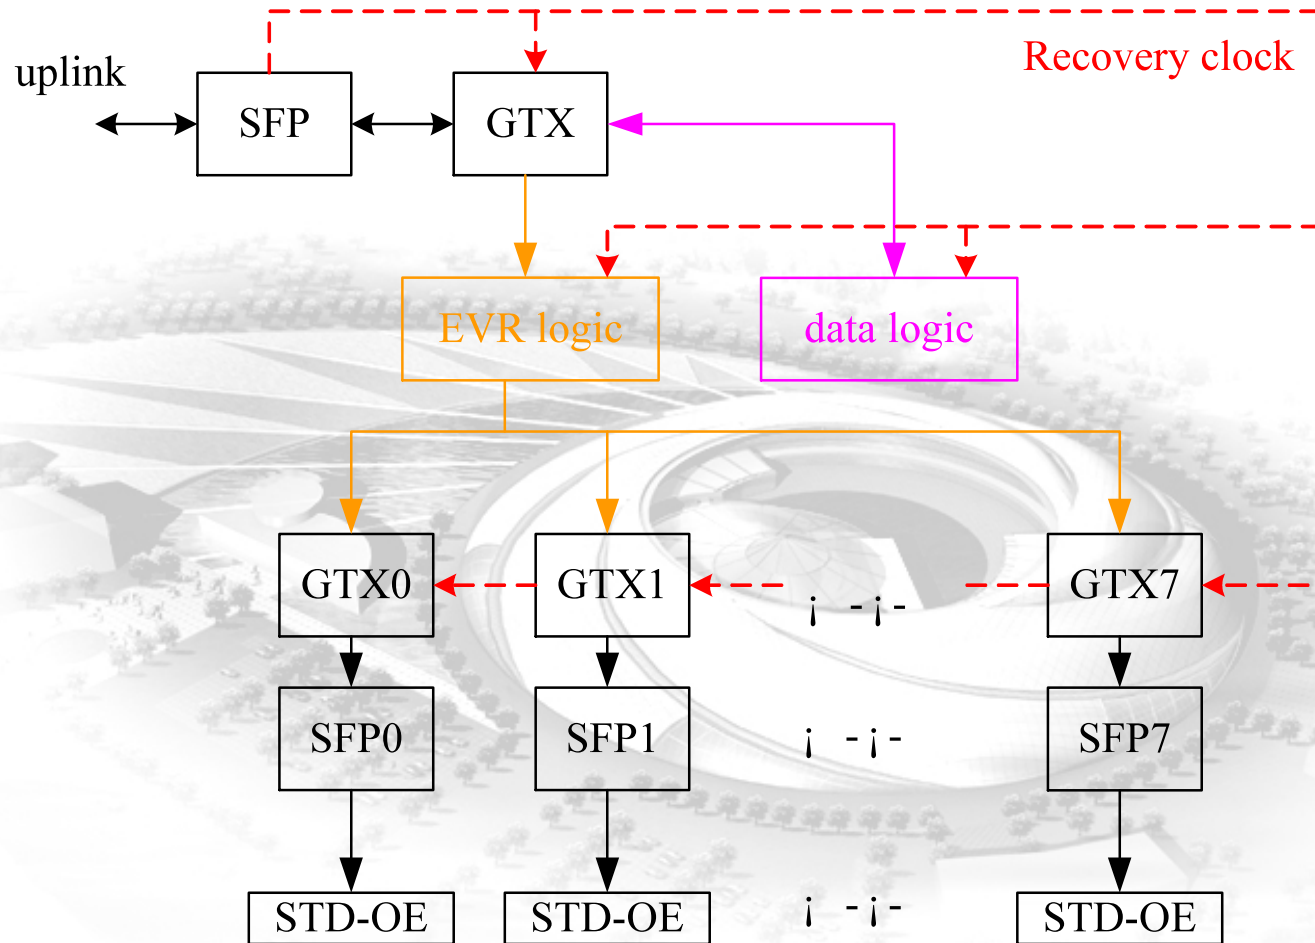 Recovery clock
uplink
SFP
GTX
EVR logic
data logic
GTX0
GTX1
¡ -¡-
GTX7
SFP0
SFP1
¡ -¡-
SFP7
STD-OE
STD-OE
¡ -¡-
STD-OE